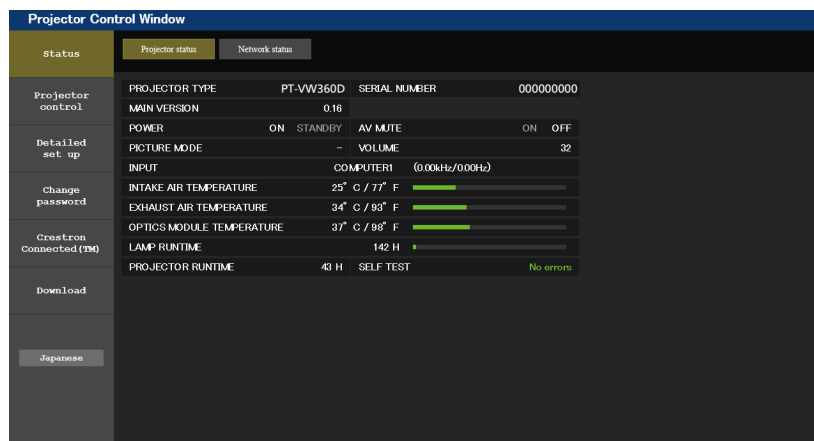 Projector Control Window
Status
Projector status
Network status
Projector
control
Detailed
set up
Change
password
Crestron
Connected(TM)
Download
Japanese
PROJECTOR TYPE PT-VW360D SERIAL NUMBER 000000000
MAIN VERSION 0.16
POWER ON STANDBY AV MUTE ON OFF
PICTURE MODE – VOLUME 32
INPUT COMPUTER1 (0.00kHz/0.00Hz)
INTAKE AIR TEMPERATURE 25° C / 77° F
EXHAUST AIR TEMPERATURE 34° C / 93° F
OPTICS MODULE TEMPERATURE 37° C / 98° F
LAMP RUNTIME 142 H
PROJECTOR RUNTIME 43 H SELF TEST No errors